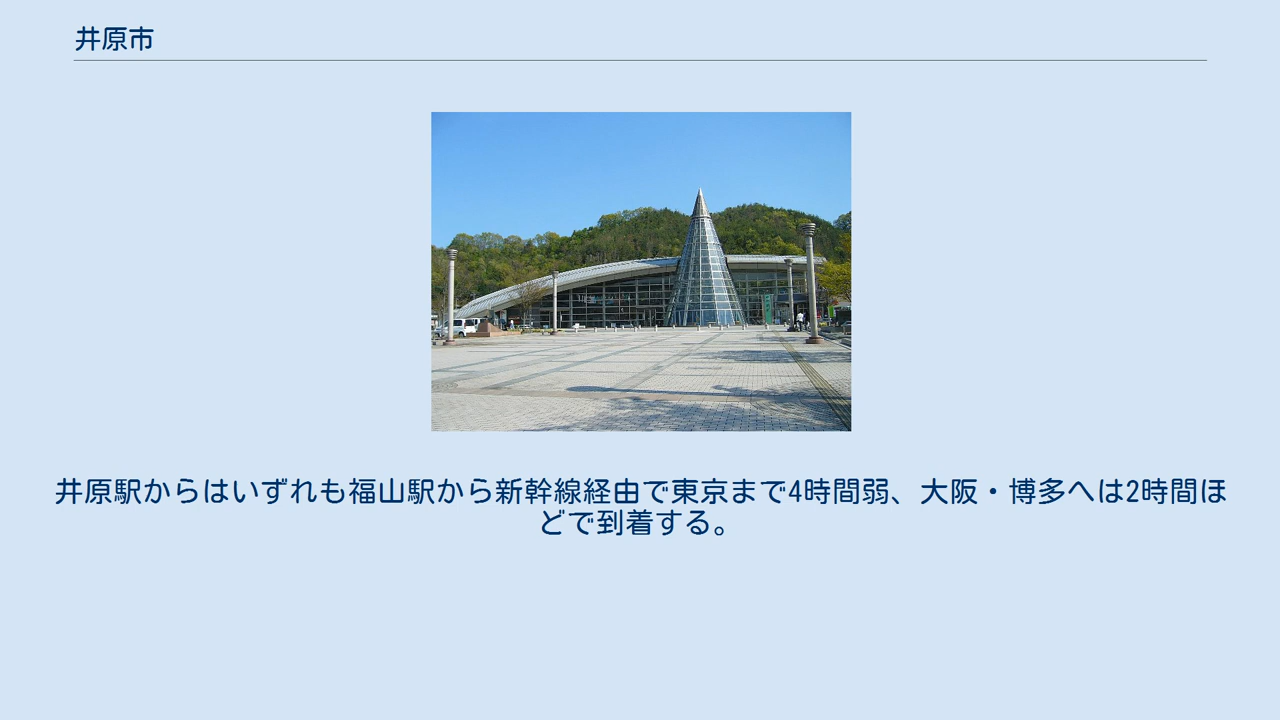 井原市
井原駅からはいずれも福山駅から新幹線経由で東京まで4時間弱、大阪・博多へは2時間ほ
どで到着する。